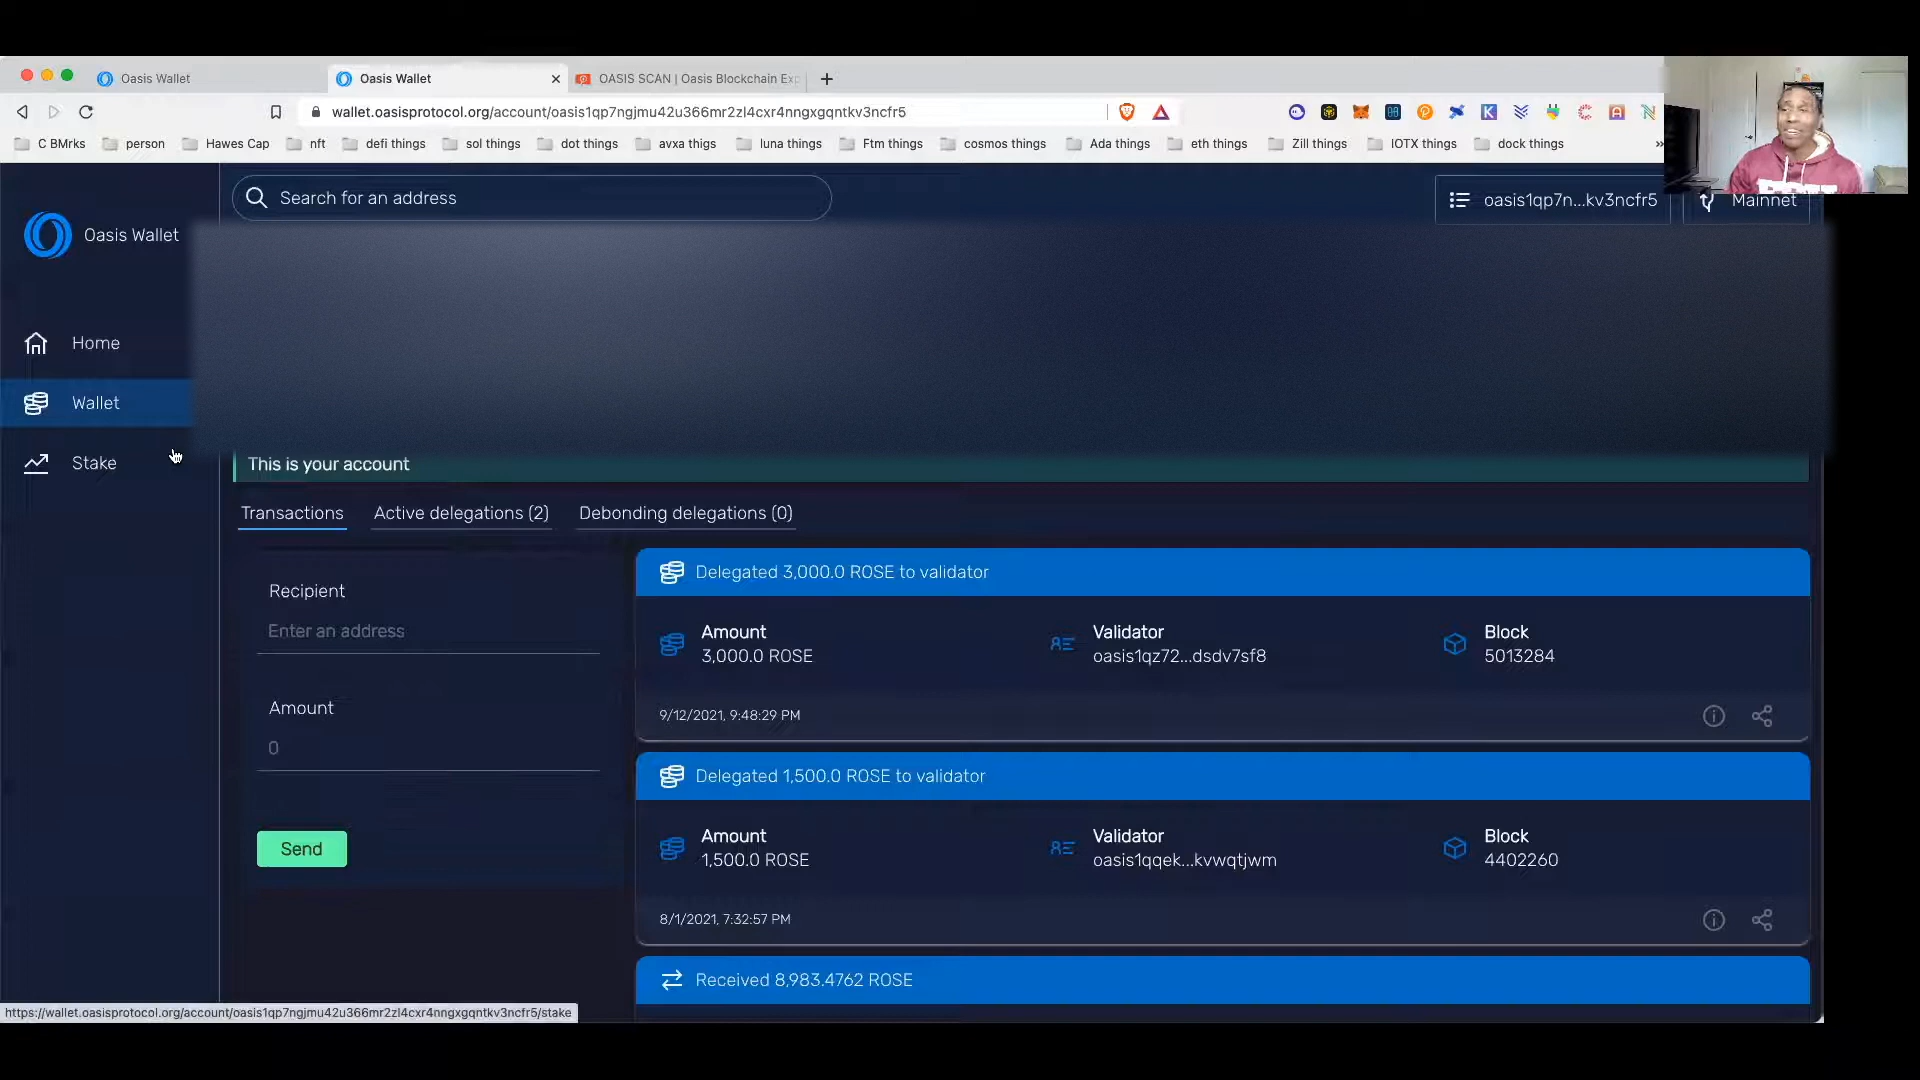 Oasis Wallet
Oasis Wallet
OASIS SCAN | Oasis Blockchain Exp
wallet.oasisprotocol.org/account/oasis1qp7ngjmu42u366mr2zl4cxr4nngxgqntkv3ncfr5
C BMrks
person
Hawes Cap
nft
defi things
sol things
dot things
avxa thigs
luna things
Ftm things
cosmos things
Ada things
eth things
Zill things
IOTX things
dock things
»
Search for an address
oasis1qp7n...kv3ncfr5
Mainnet
Oasis Wallet
Home
Wallet
Stake
This is your account
Transactions
Active delegations (2)
Debonding delegations (0)
Recipient
Enter an address
Amount
0
Send
Delegated 3,000.0 ROSE to validator
Amount
3,000.0 ROSE
Validator
oasis1qz72...dsdv7sf8
Block
5013284
9/12/2021, 9:48:29 PM
Delegated 1,500.0 ROSE to validator
Amount
1,500.0 ROSE
Validator
oasis1qqek...kvwqtjwm
Block
4402260
8/1/2021, 7:32:57 PM
Received 8,983.4762 ROSE
https://wallet.oasisprotocol.org/account/oasis1qp7ngjmu42u366mr2zl4cxr4nngxgqntkv3ncfr5/stake